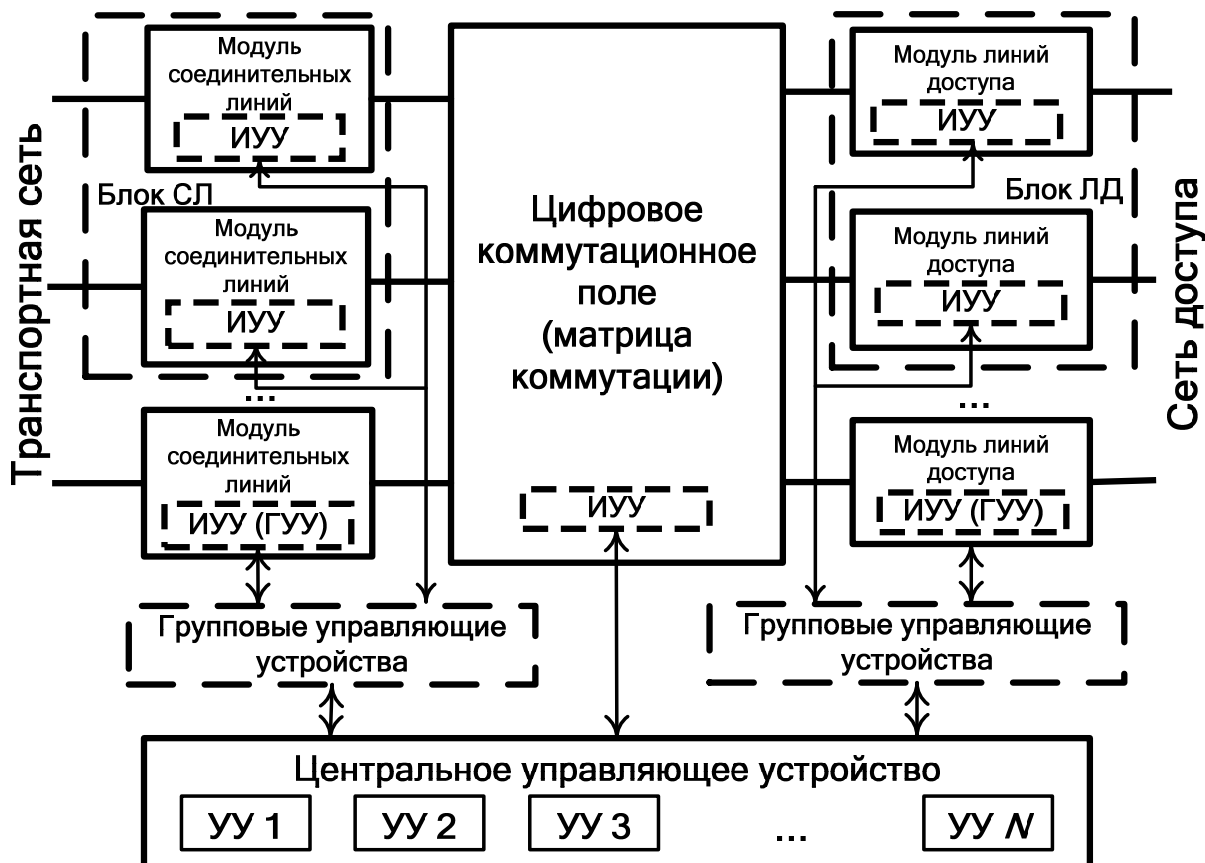 Транспортная сеть
Блок СЛ
Модуль
соединительных
линий
ИУУ
Модуль
соединительных
линий
ИУУ
...
Модуль
соединительных
линий
ИУУ (ГУУ)
Цифровое
коммутационное
поле
(матрица
коммутации)
ИУУ
Модуль линий
доступа
ИУУ
Блок ЛД
Модуль линий
доступа
ИУУ
...
Модуль линий
доступа
ИУУ (ГУУ)
Сеть доступа
Групповые управляющие
устройства
Групповые управляющие
устройства
Центральное управляющее устройство
УУ 1
УУ 2
УУ 3
...
УУ N